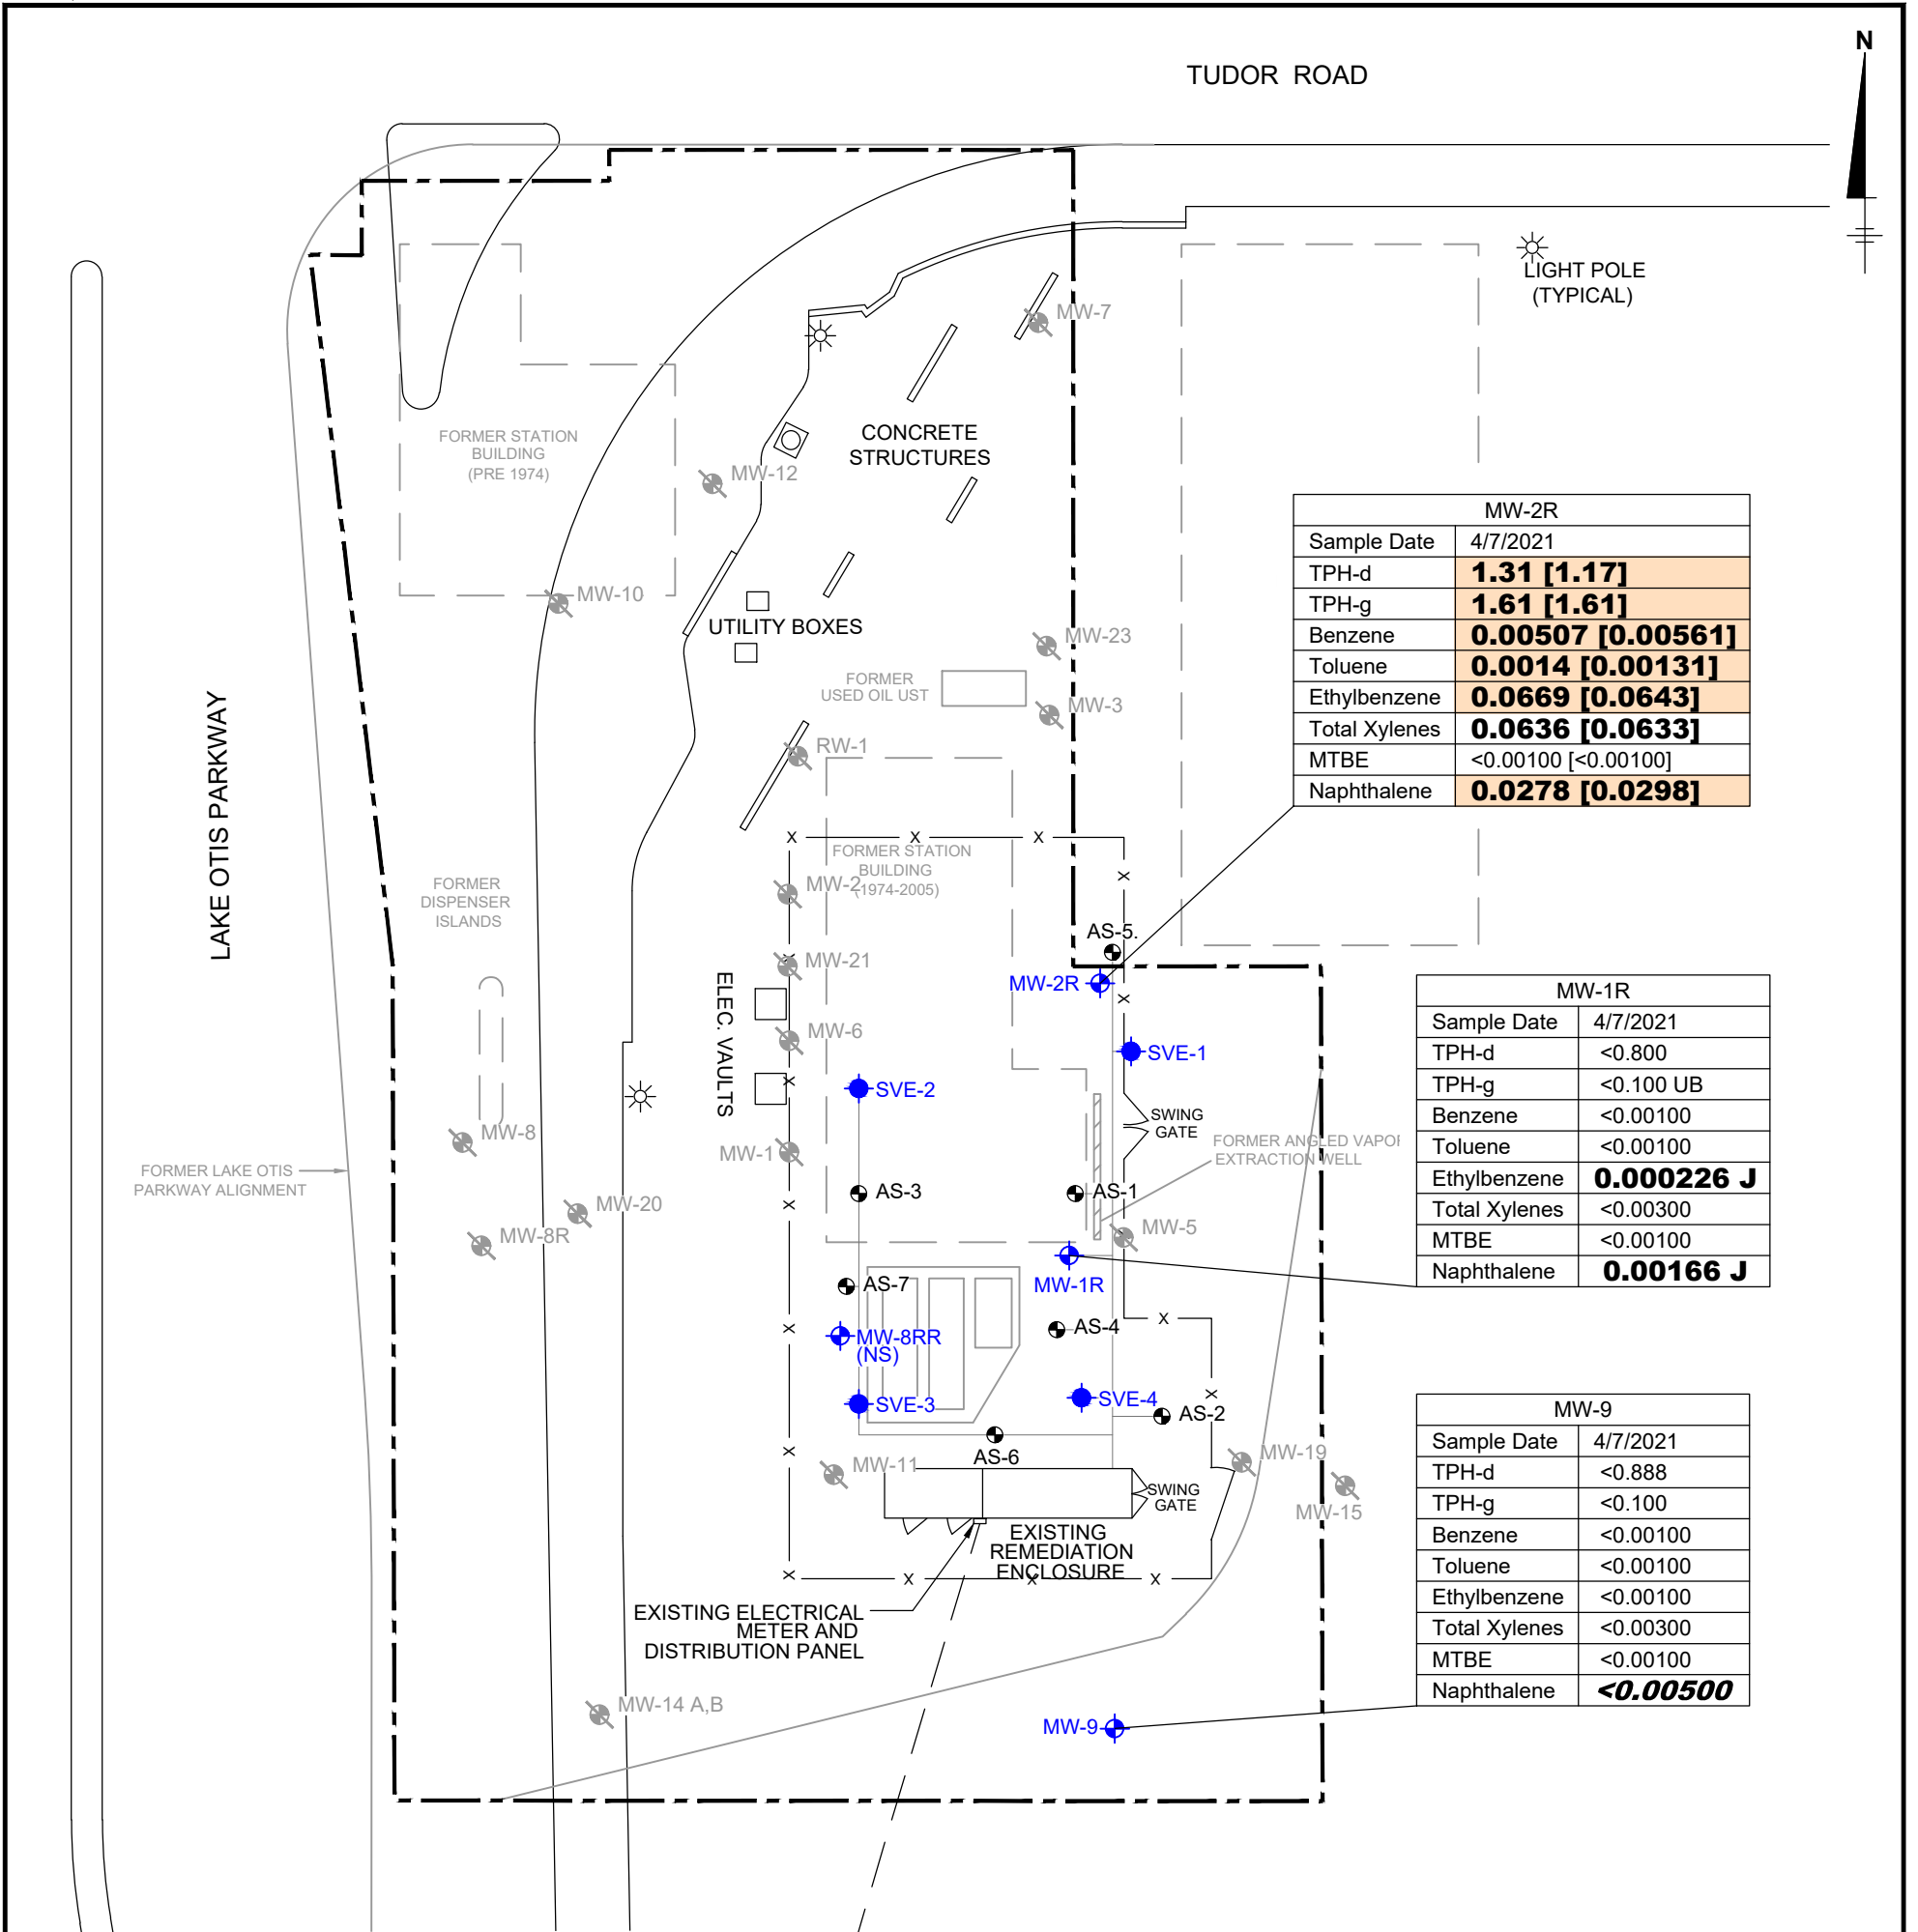 N
TUDOR ROAD
LIGHT POLE
(TYPICAL)
MW-7
CONCRETE
STRUCTURES
FORMER STATION
BUILDING
(PRE 1974)
MW-12
MW-10
UTILITY BOXES
MW-23
FORMER
USED OIL UST
MW-3
RW-1
LAKE OTIS PARKWAY
MW-2R
Sample Date 4/7/2021
TPH-d 1.31 [1.17]
TPH-g 1.61 [1.61]
Benzene 0.00507 [0.00561]
Toluene 0.0014 [0.00131]
Ethylbenzene 0.0669 [0.0643]
Total Xylenes 0.0636 [0.0633]
MTBE <0.00100 [<0.00100]
Naphthalene 0.0278 [0.0298]
X X X
FORMER STATION
BUILDING
(1974-2005)
MW-2
X
FORMER
DISPENSER
ISLANDS
AS-5.
MW-21
X
MW-2R
X
ELEC. VAULTS
MW-6
SVE-1
X
SVE-2
SWING
GATE
MW-8
MW-1
FORMER ANGLED VAPOR
EXTRACTION WELL
FORMER LAKE OTIS
PARKWAY ALIGNMENT
AS-3
AS-1
X
MW-20
MW-8R
MW-5
MW-1R
Sample Date 4/7/2021
TPH-d <0.800
TPH-g <0.100 UB
Benzene <0.00100
Toluene <0.00100
Ethylbenzene 0.000226 J
Total Xylenes <0.00300
MTBE <0.00100
Naphthalene 0.00166 J
AS-7
MW-1R
X
AS-4
X
MW-8RR
(NS)
SVE-3
SVE-4
X
AS-2
X
AS-6
MW-11
MW-19
MW-15
SWING
GATE
EXISTING
REMEDIATION
ENCLOSURE
X X X X
EXISTING ELECTRICAL
METER AND
DISTRIBUTION PANEL
MW-9
Sample Date 4/7/2021
TPH-d <0.888
TPH-g <0.100
Benzene <0.00100
Toluene <0.00100
Ethylbenzene <0.00100
Total Xylenes <0.00300
MTBE <0.00100
Naphthalene <0.00500
MW-14 A,B
MW-9